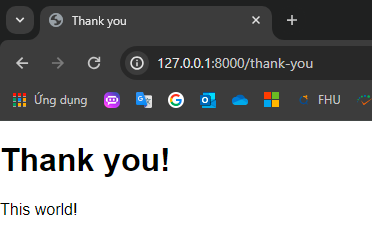 Thank you
127.0.0.1:8000/thank-you
Ứng dụng
FHU
Thank you!
This world!